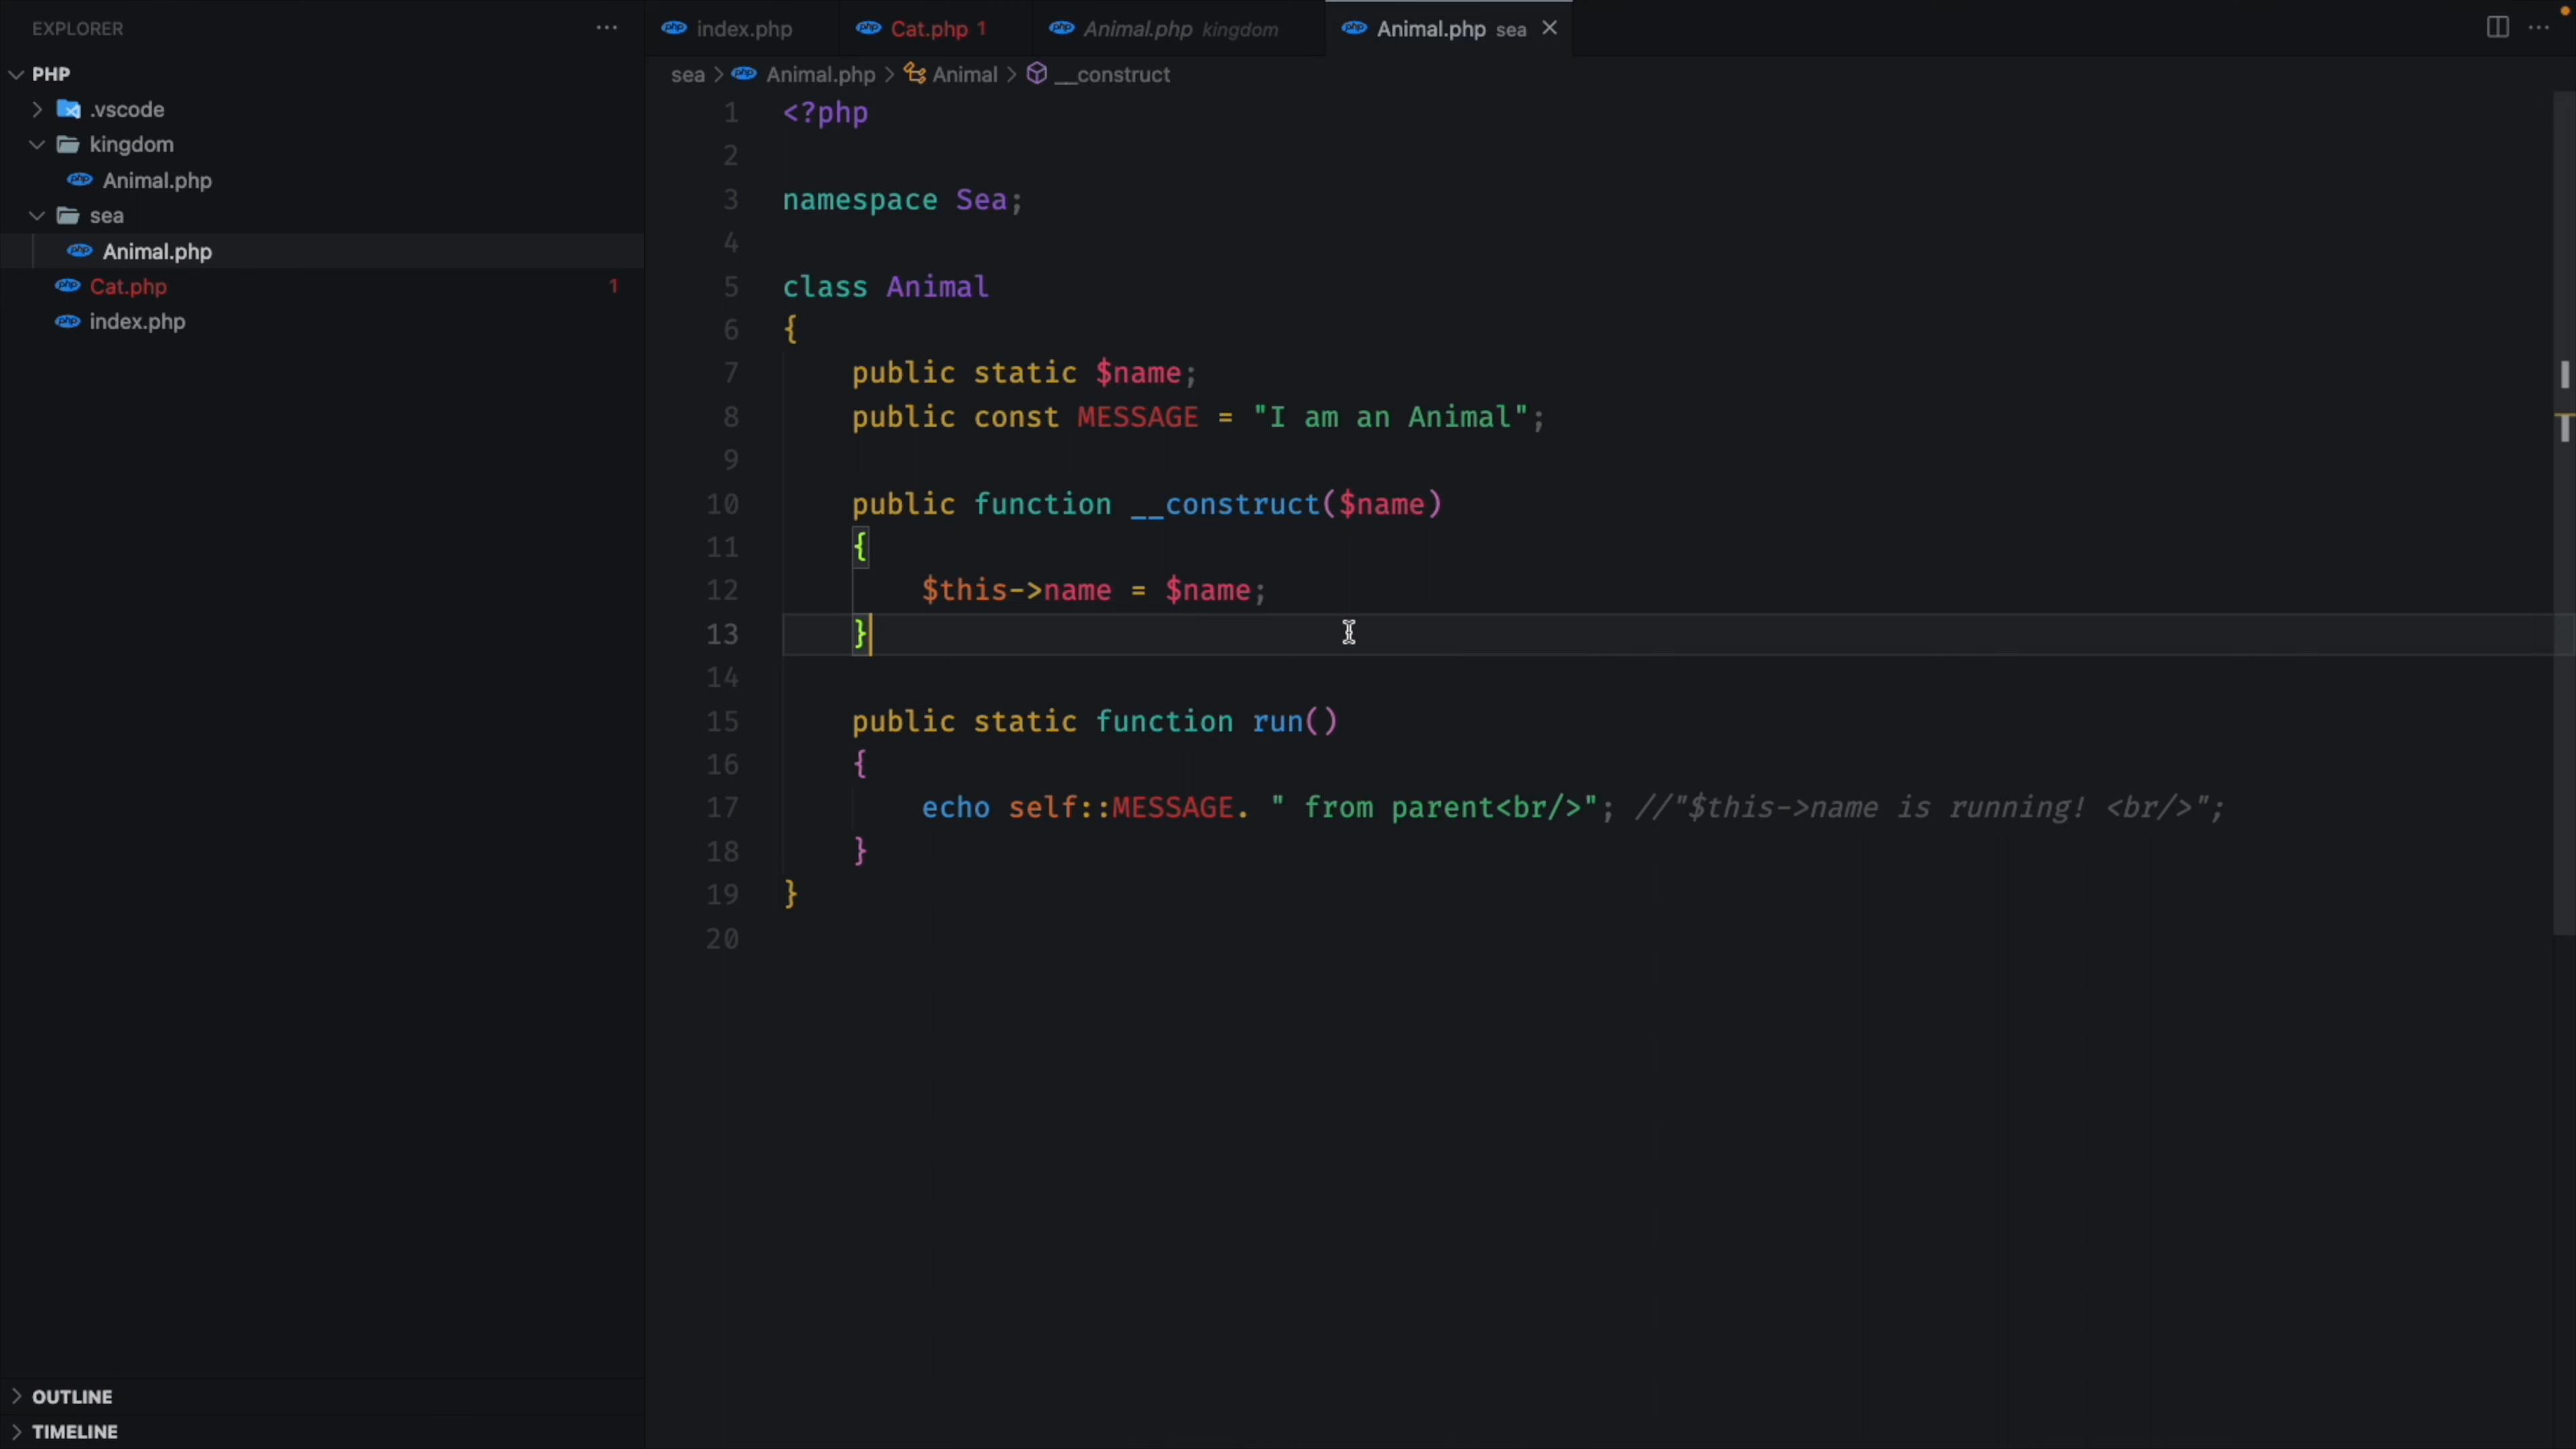 EXPLORER
PHP
.vscode
kingdom
Animal.php
sea
Animal.php
Cat.php 1
index.php
OUTLINE
TIMELINE
index.php Cat.php 1 Animal.php kingdom Animal.php sea
sea > Animal.php > Animal > __construct
1 <?php
2
3 namespace Sea;
4
5 class Animal
6 {
7 public static $name;
8 public const MESSAGE = "I am an Animal";
9
10 public function __construct($name)
11 {
12 $this->name = $name;
13 }
14
15 public static function run()
16 {
17 echo self::MESSAGE. " from parent<br/>"; //"$this->name is running! <br/>";
18 }
19 }
20